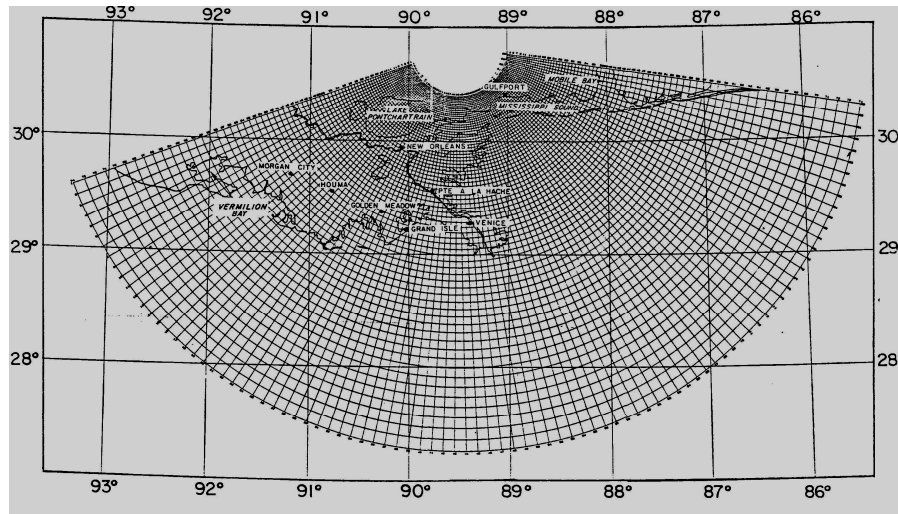 93° 92° 91° 90° 89° 88° 87° 86°
GULFPORT
MOBILE BAY
LAKE
PONTCHARTRAIN
MISSISSIPPI SOUND
30° 30
NEW ORLEANS
MORGAN CITY
HOUMA
PTE A LA HACHE
VERMILION
BAY
GOLDEN MEADOW
GRAND ISLE
VENICE
29° 29
28° 28
93° 92° 91° 90° 89° 88° 87° 86°